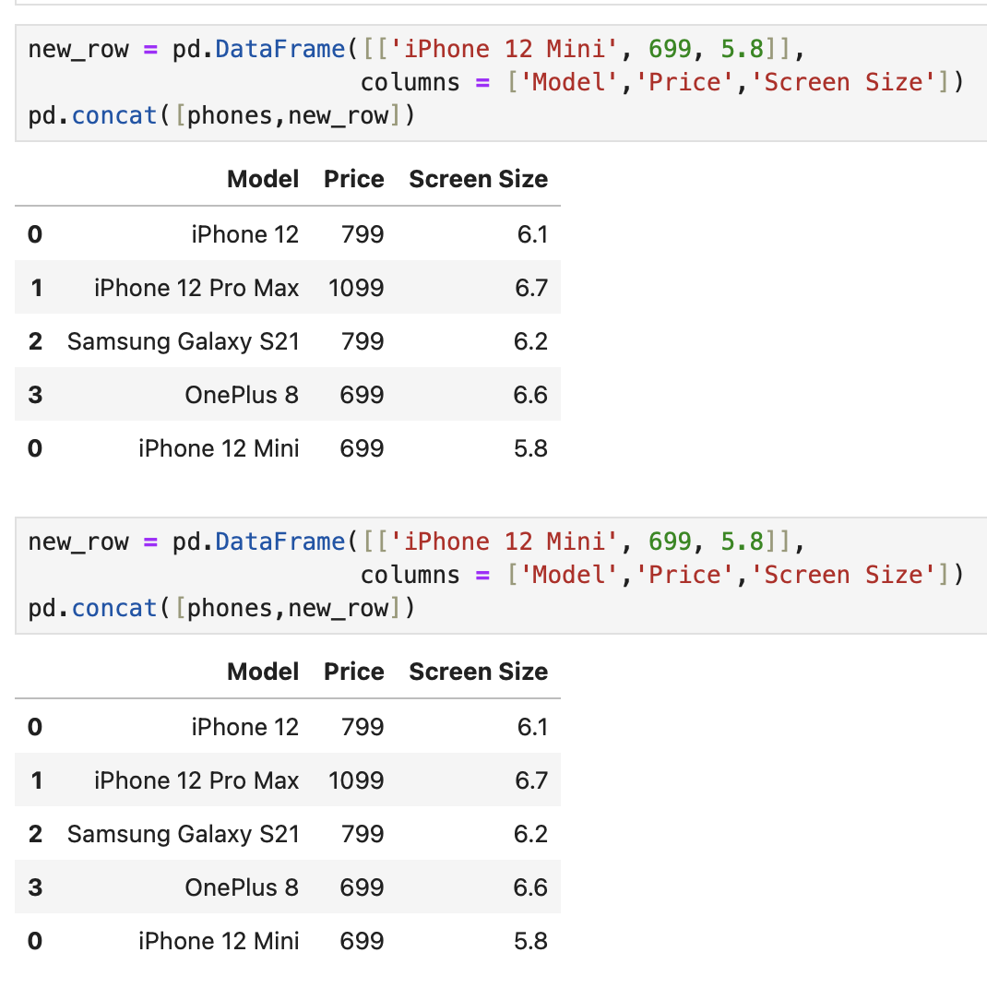 new_row = pd.DataFrame([['iPhone 12 Mini', 699, 5.8]],
                       columns = ['Model','Price','Screen Size'])
pd.concat([phones,new_row])
Model Price Screen Size
0 iPhone 12 799 6.1
1 iPhone 12 Pro Max 1099 6.7
2 Samsung Galaxy S21 799 6.2
3 OnePlus 8 699 6.6
0 iPhone 12 Mini 699 5.8
new_row = pd.DataFrame([['iPhone 12 Mini', 699, 5.8]],
                       columns = ['Model','Price','Screen Size'])
pd.concat([phones,new_row])
Model Price Screen Size
0 iPhone 12 799 6.1
1 iPhone 12 Pro Max 1099 6.7
2 Samsung Galaxy S21 799 6.2
3 OnePlus 8 699 6.6
0 iPhone 12 Mini 699 5.8